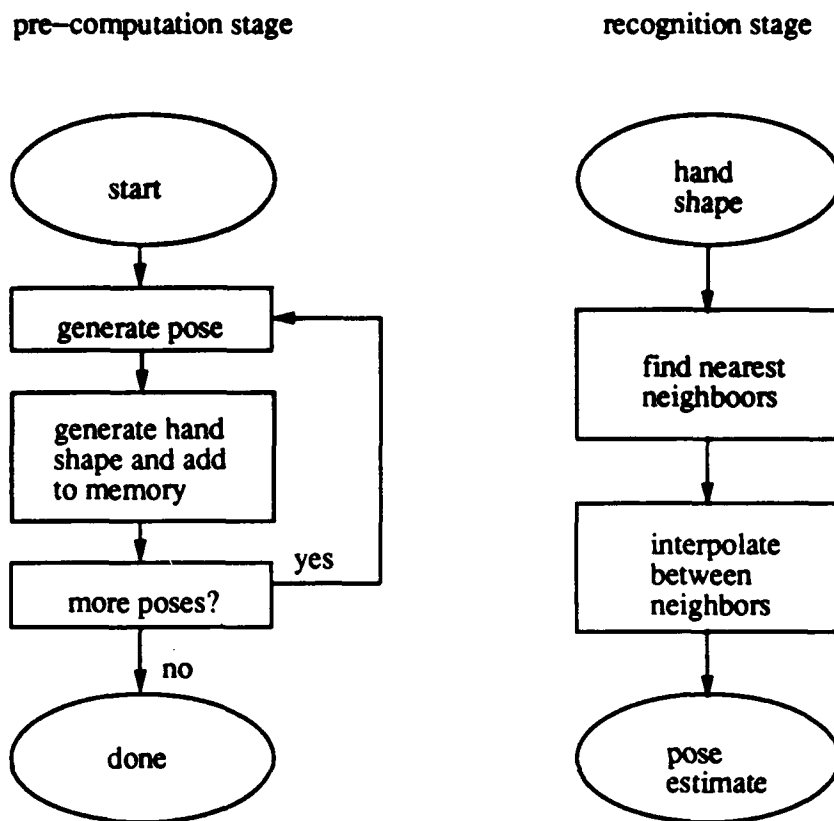 pre–computation stage
start
generate pose
generate hand
shape and add
to memory
more poses?
yes
no
done
recognition stage
hand
shape
find nearest
neighboors
interpolate
between
neighbors
pose
estimate